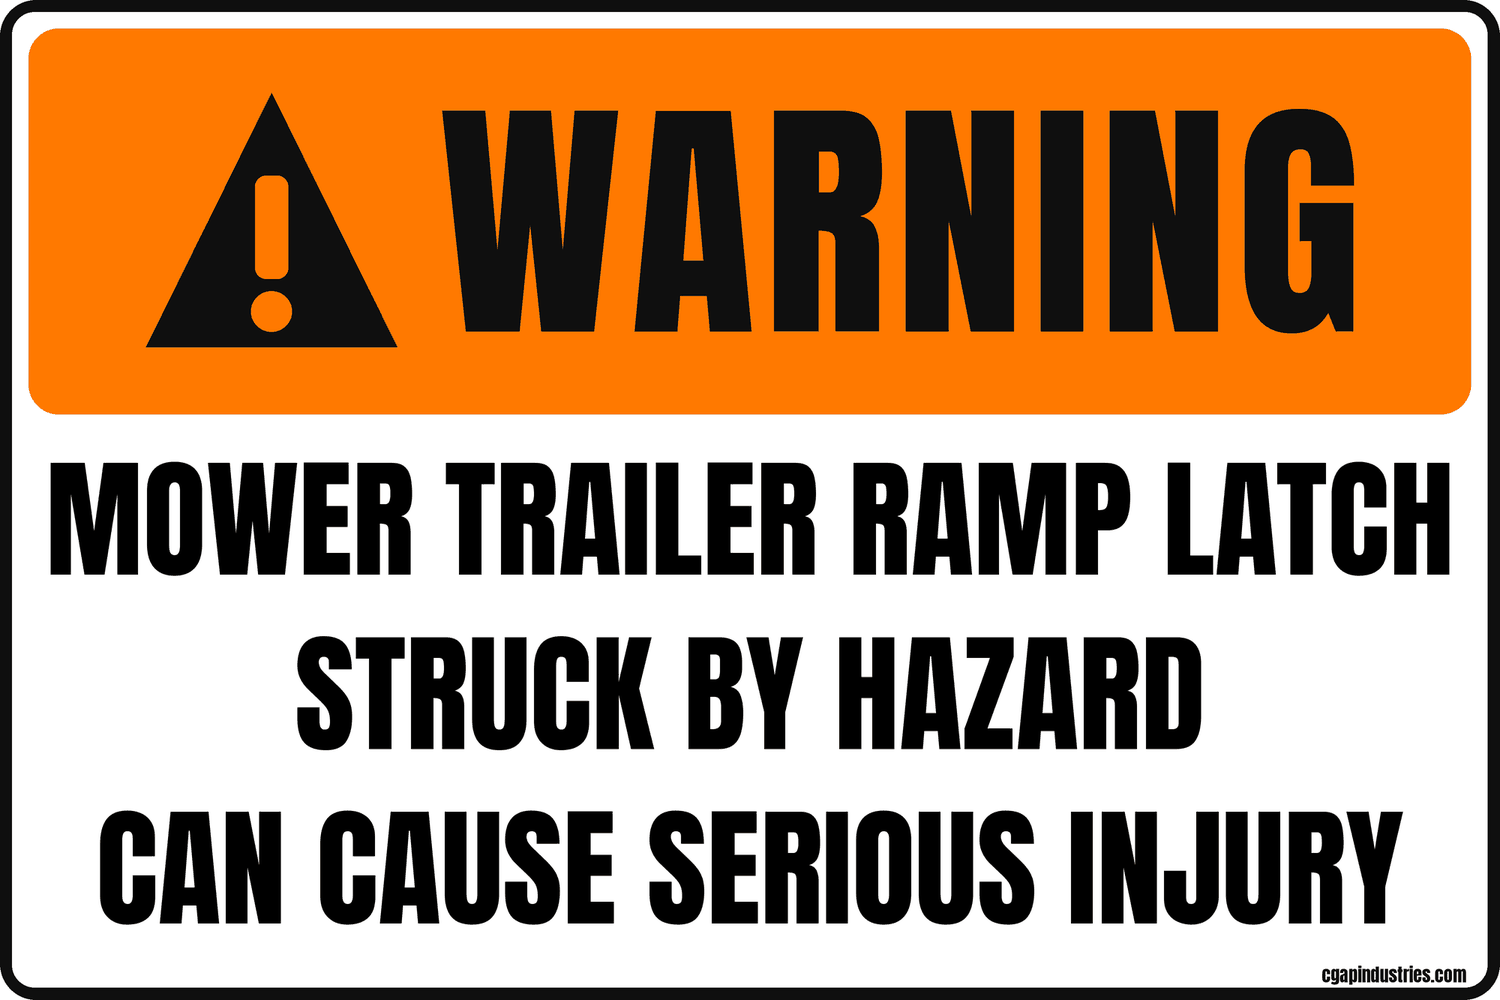 WARNING
MOWER TRAILER RAMP LATCH
STRUCK BY HAZARD
CAN CAUSE SERIOUS INJURY
cgapindustries.com